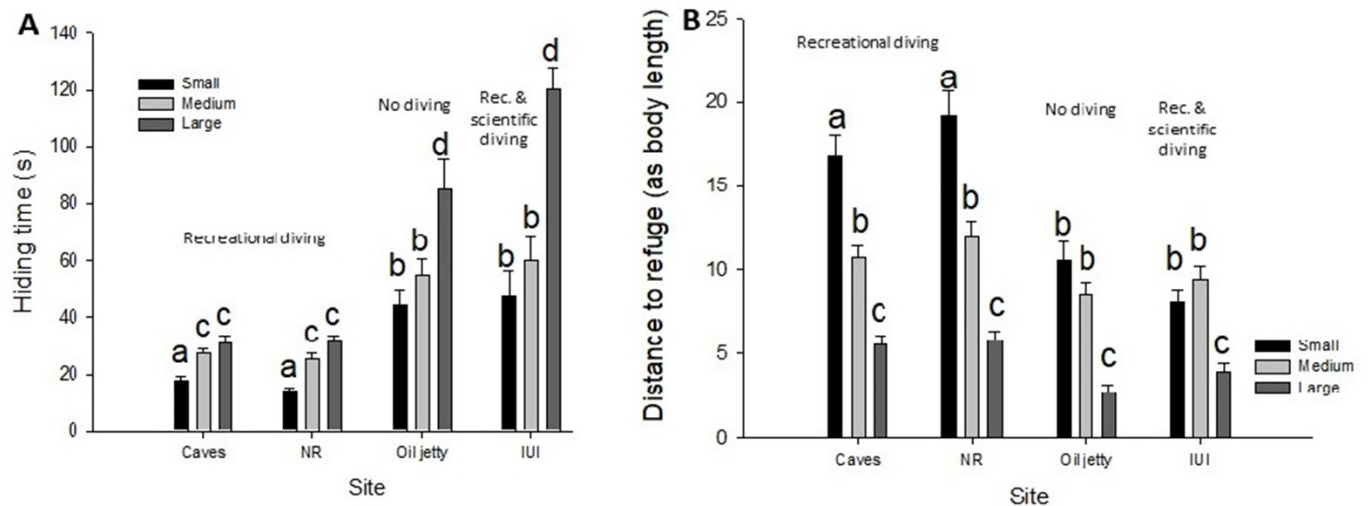 A
Hiding time (s)
140
120
100
80
60
40
20
0
Small
Medium
Large
Recreational diving
No diving
Rec. &
scientific
diving
a
c
c
a
c
c
b
b
d
b
b
d
Caves
NR
Oil jetty
IUI
Site
B
Distance to refuge (as body length)
25
20
15
10
5
0
Recreational diving
No diving
Rec. &
scientific
diving
a
b
c
a
b
c
b
b
c
b
b
c
Small
Medium
Large
Caves
NR
Oil jetty
IUI
Site